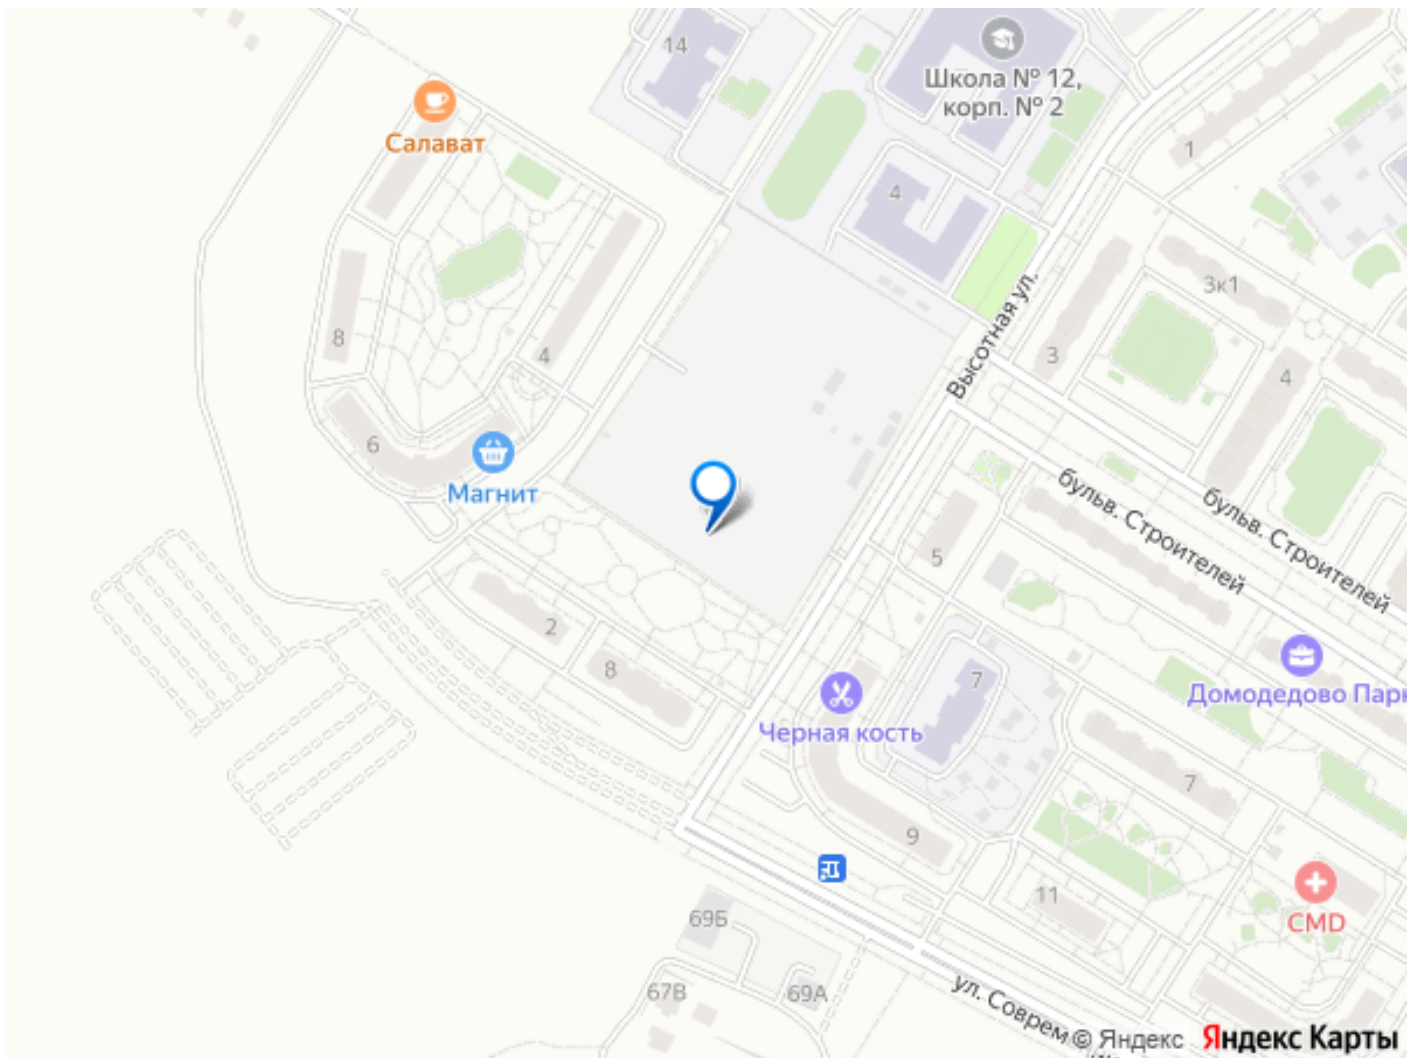 14
Школа № 12,
корп. № 2
Салават
1
4
Высотная ул.
3к1
8
4
3
4
6
Магнит
бульв. Строителей
бульв. Строителей
5
2
8
7
Домодедово Парк
Черная кость
7
9
11
CMD
69Б
67В
69А
ул. Соврем
© Яндекс
Яндекс Карты